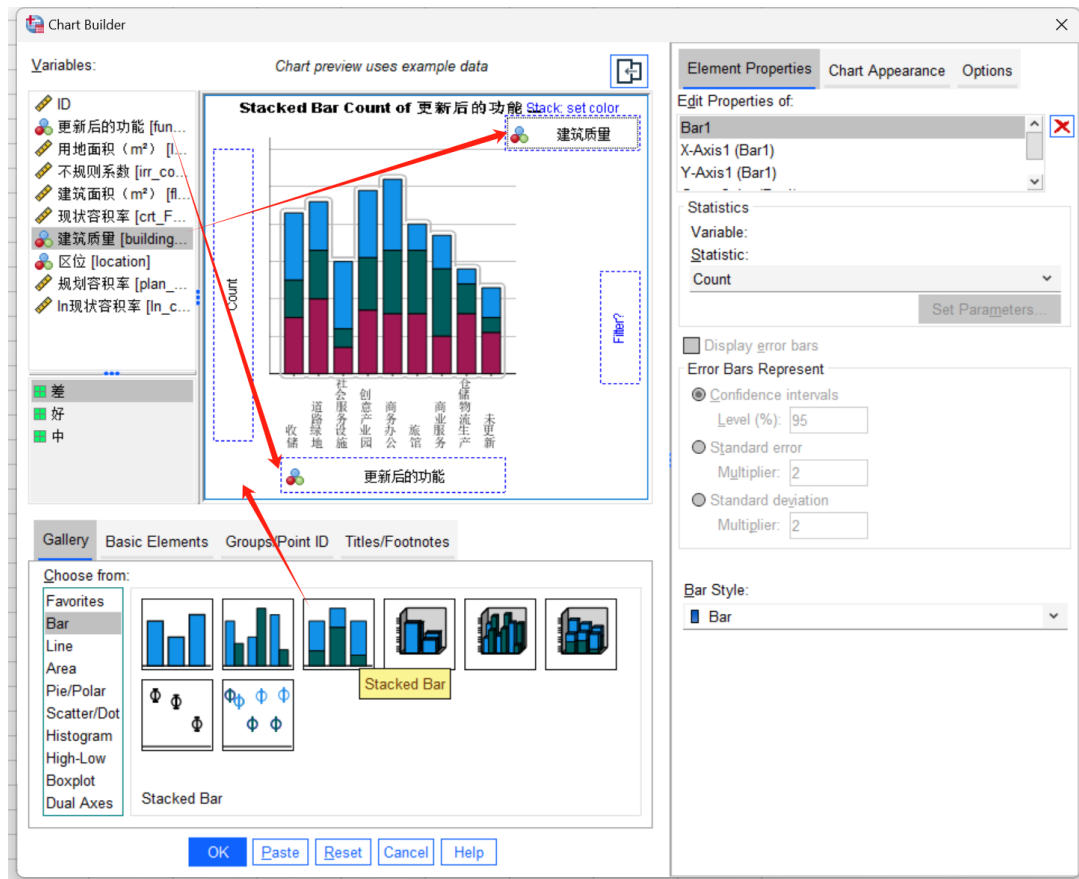 Chart Builder
Variables:
Chart preview uses example data
ID
更新后的功能 [fun...
用地面积（m²） [l...
不规则系数 [irr_co...
建筑面积（m²） [fl...
现状容积率 [crt_F...
建筑质量 [building...
区位 [location]
规划容积率 [plan_...
ln现状容积率 [ln_c...
差
好
中
Stacked Bar Count of 更新后的功能 ...
Stack: set color
建筑质量
Count
Filter?
收储
道路绿地
社会服务设施
创意产业园
商务办公
旅馆
商业服务
仓储物流生产
未更新
更新后的功能
Gallery
Basic Elements
Groups/Point ID
Titles/Footnotes
Choose from:
Favorites
Bar
Line
Area
Pie/Polar
Scatter/Dot
Histogram
High-Low
Boxplot
Dual Axes
Stacked Bar
Stacked Bar
OK
Paste
Reset
Cancel
Help
Element Properties
Chart Appearance
Options
Edit Properties of:
Bar1
X-Axis1 (Bar1)
Y-Axis1 (Bar1)
Statistics
Variable:
Statistic:
Count
Set Parameters...
Display error bars
Error Bars Represent
Confidence intervals
Level (%): 95
Standard error
Multiplier: 2
Standard deviation
Multiplier: 2
Bar Style:
Bar